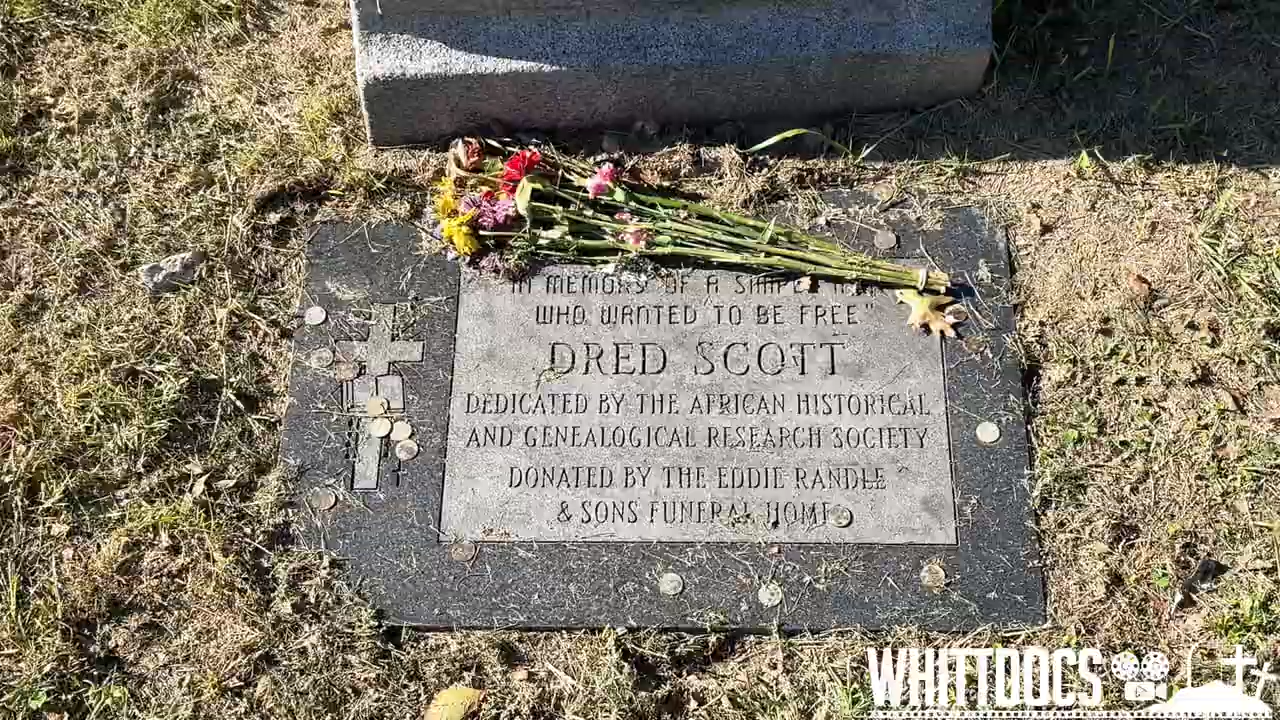 IN MEMORY OF A SIMPLE
WHO WANTED TO BE FREE"
DRED SCOTT
DEDICATED BY THE AFRICAN HISTORICAL
AND GENEALOGICAL RESEARCH SOCIETY
DONATED BY THE EDDIE RANDLE
& SONS FUNERAL HOME
WHITTDOCS